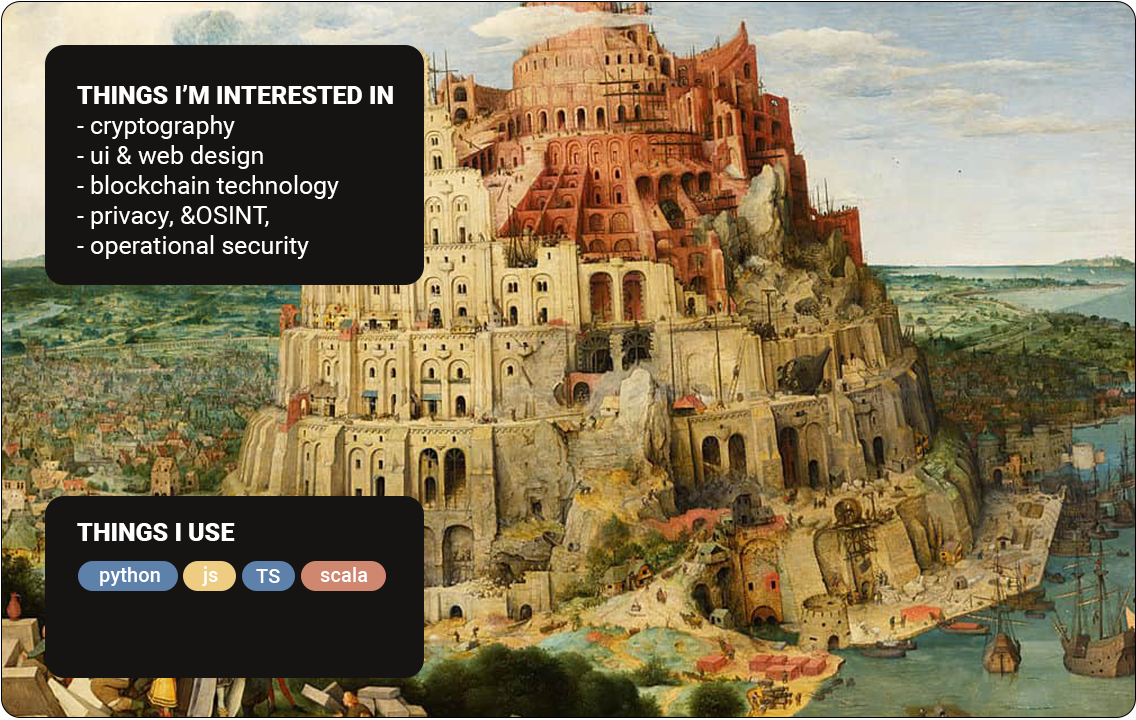 THINGS I’M INTERESTED IN
- cryptography
- ui & web design
- blockchain technology
- privacy, &OSINT,
- operational security
THINGS I USE
python js TS scala